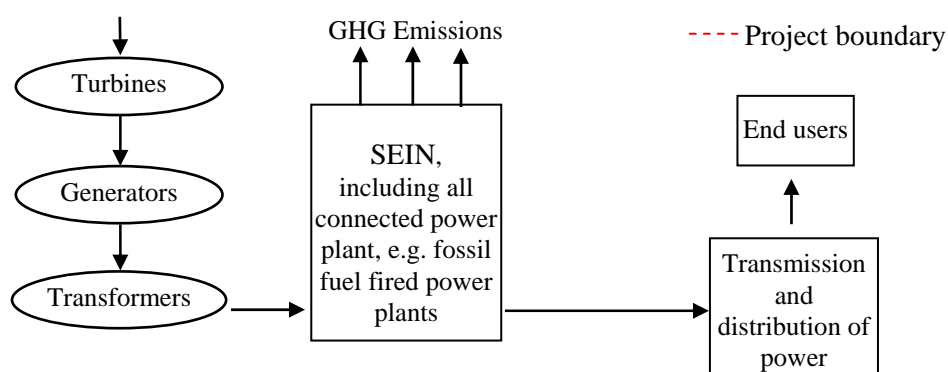 GHG Emissions
Project boundary
Turbines
Generators
Transformers
SEIN,
including all
connected power
plant, e.g. fossil
fuel fired power
plants
End users
Transmission
and
distribution of
power